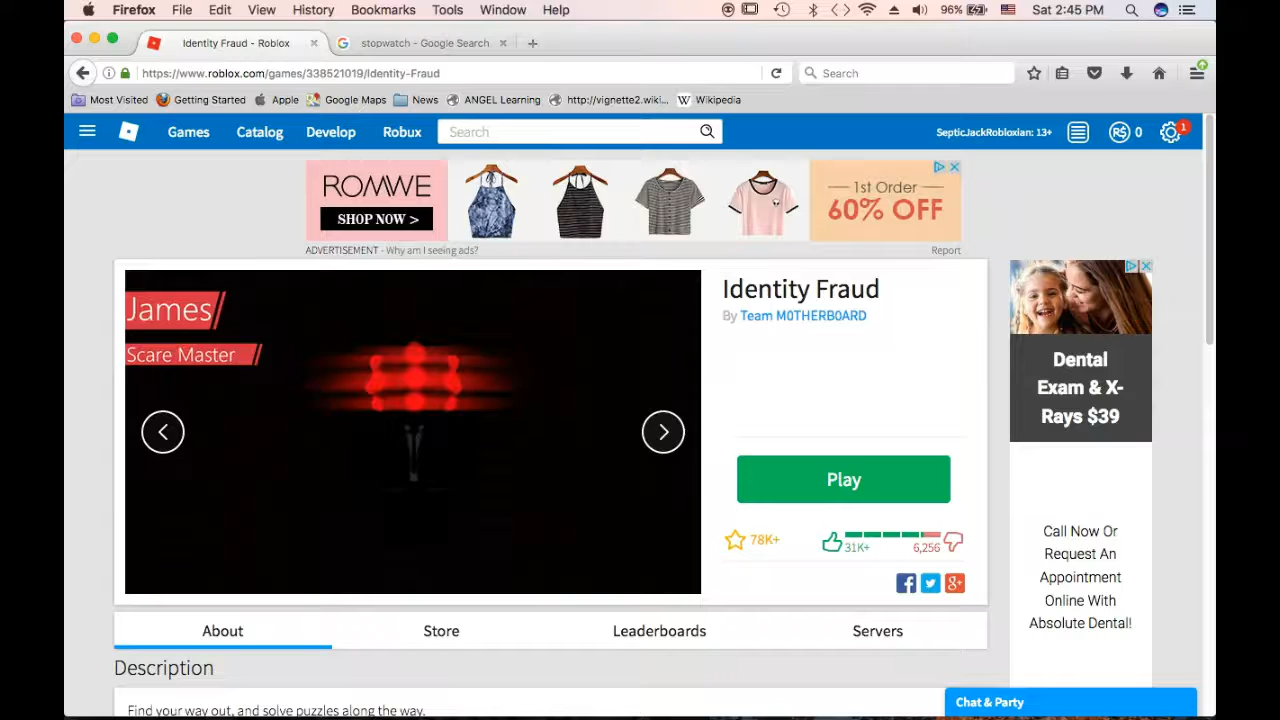 Firefox File Edit View History Bookmarks Tools Window Help 96% Sat 2:45 PM
Identity Fraud - Roblox stopwatch - Google Search
https://www.roblox.com/games/338521019/Identity-Fraud Search
Most Visited Getting Started Apple Google Maps News ANGEL Learning http://vignette2.wiki... Wikipedia
Games Catalog Develop Robux Search SepticJackRobloxian: 13+ R$ 0 1
ROMWE
SHOP NOW >
1st Order
60% OFF
ADVERTISEMENT - Why am I seeing ads? Report
James
Scare Master
Identity Fraud
By Team M0THERB0ARD
Play
78K+ 31K+ 6,256
About Store Leaderboards Servers
Description
Find your way out, and solve puzzles along the way.
Dental
Exam & X-
Rays $39
Call Now Or
Request An
Appointment
Online With
Absolute Dental!
Chat & Party